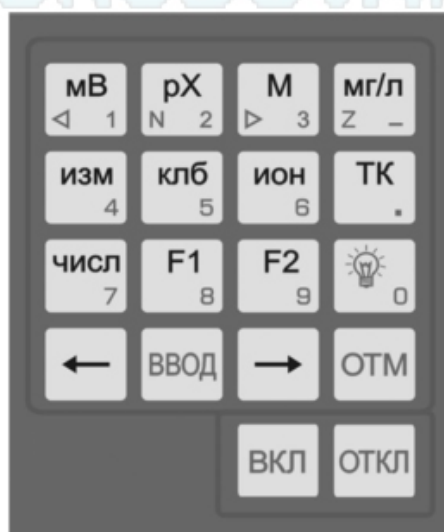 мВ рХ М мг/л
◁ 1 N 2 ▷ 3 Z –
изм клб ион ТК
4 5 6 .
числ F1 F2
7 8 9 0
← ВВОД → ОТМ
ВКЛ ОТКЛ